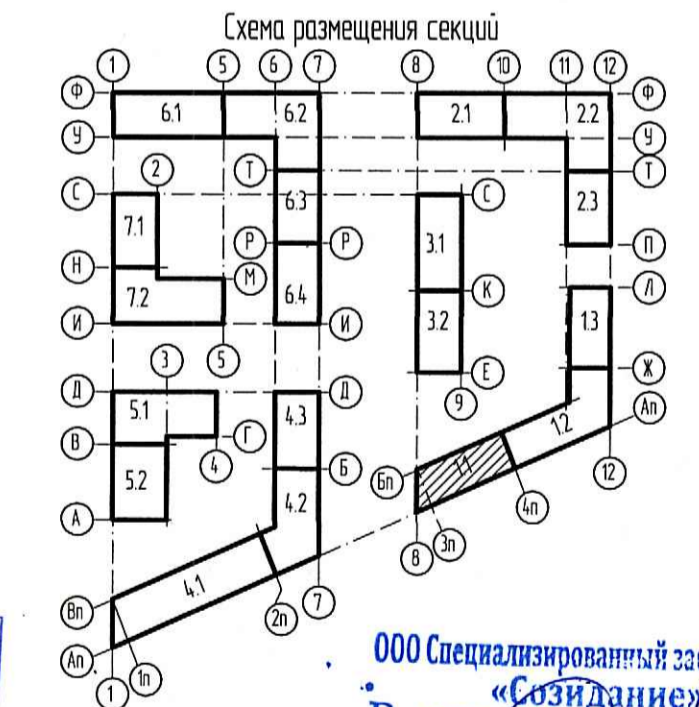 Схема размещения секций
1 5 6 7 8 10 11 12
Ф 6.1 6.2 2.1 2.2 Ф
У У
2 Т Т
С 7.1 6.3 С 2.3
Р Р 3.1 П
Н М
7.2 6.4 К Л
И И 3.2 1.3
3 5
Д 5.1 4.3 Д Е Ж
В Г 4 9 Ап
5.2 Б 1.2
4.2 Бп 1.1 12
А 4п
3п
8
4.1
Вп 2п 7
Ап
1п
1
ООО Специализированный
«Созидание»